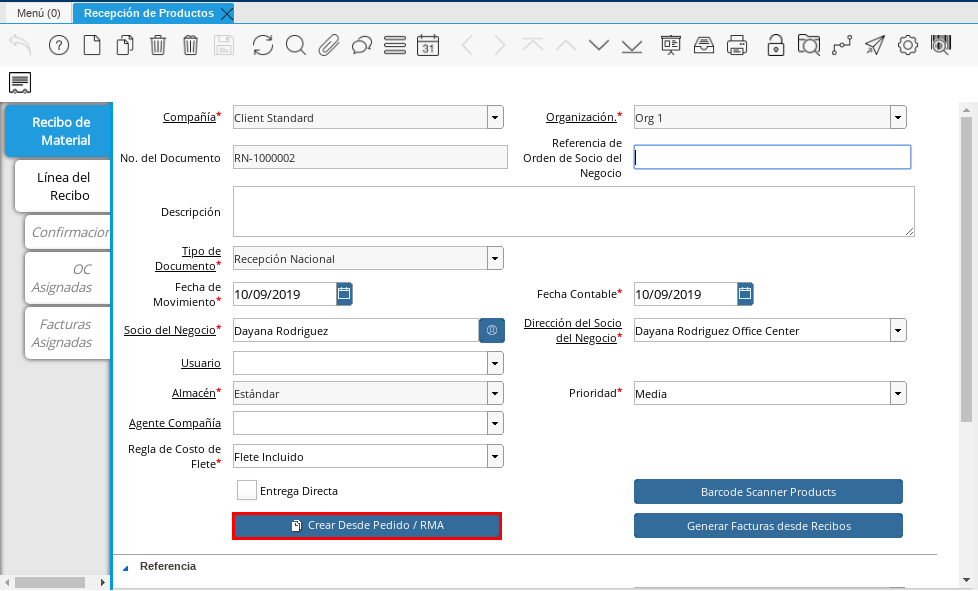 Menú (0)
Recepción de Productos
31
Recibo de
Material
Línea del
Recibo
Confirmacion
OC
Asignadas
Facturas
Asignadas
Compañía*
Client Standard
Organización.*
Org 1
No. del Documento
RN-1000002
Referencia de
Orden de Socio del
Negocio
Descripción
Tipo de
Documento*
Recepción Nacional
Fecha de
Movimiento*
10/09/2019
Fecha Contable*
10/09/2019
Socio del Negocio*
Dayana Rodriguez
Dirección del Socio
del Negocio*
Dayana Rodriguez Office Center
Usuario
Almacén*
Estándar
Prioridad*
Media
Agente Compañía
Regla de Costo de
Flete*
Flete Incluido
Entrega Directa
Barcode Scanner Products
Crear Desde Pedido / RMA
Generar Facturas desde Recibos
Referencia